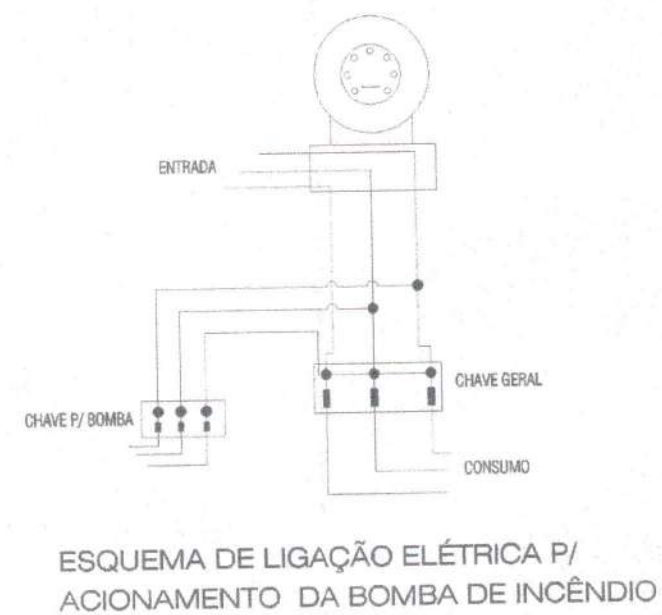 ENTRADA
CHAVE GERAL
CHAVE P/ BOMBA
CONSUMO
ESQUEMA DE LIGAÇÃO ELÉTRICA P/
ACIONAMENTO DA BOMBA DE INCÊNDIO